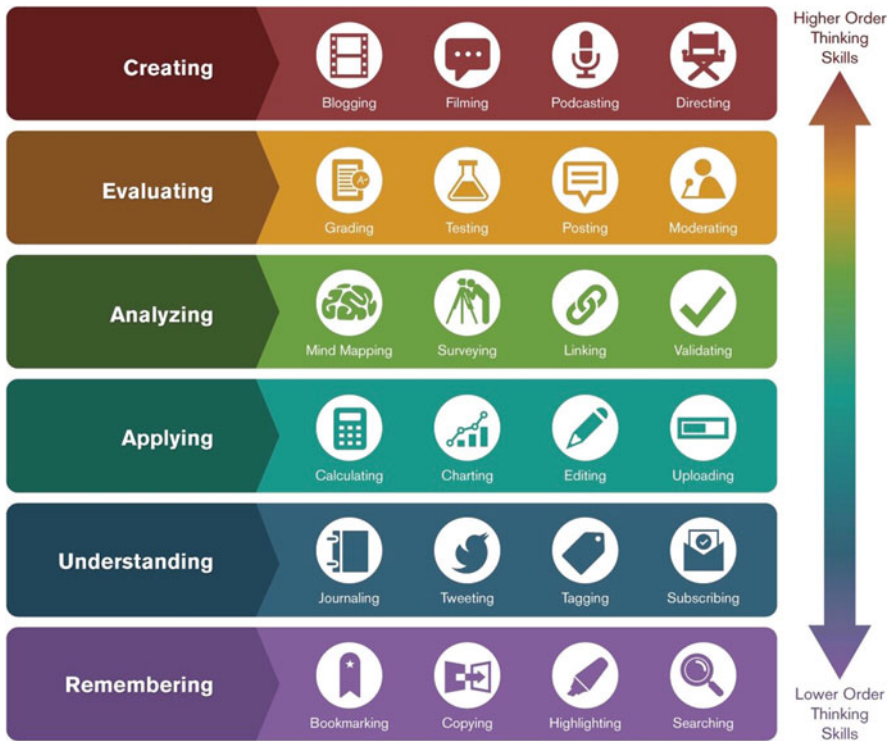 Higher Order
Thinking
Skills
Creating
Blogging Filming Podcasting Directing
Evaluating
A+
Grading Testing Posting Moderating
Analyzing
Mind Mapping Surveying Linking Validating
Applying
Calculating Charting Editing Uploading
Understanding
Journaling Tweeting Tagging Subscribing
Remembering
Bookmarking Copying Highlighting Searching
Lower Order
Thinking
Skills